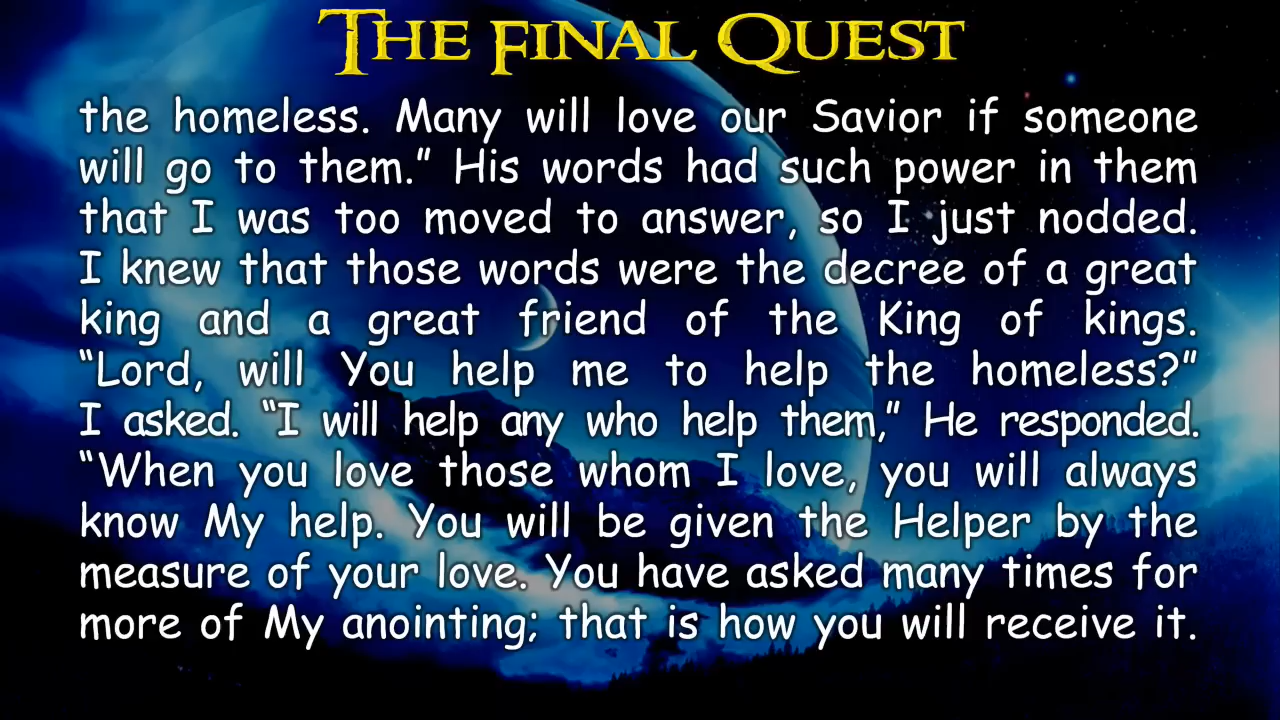 THE FINAL QUEST
the homeless. Many will love our Savior if someone
will go to them.” His words had such power in them
that I was too moved to answer, so I just nodded.
I knew that those words were the decree of a great
king and a great friend of the King of kings.
“Lord, will You help me to help the homeless?”
I asked. “I will help any who help them,” He responded.
“When you love those whom I love, you will always
know My help. You will be given the Helper by the
measure of your love. You have asked many times for
more of My anointing; that is how you will receive it.